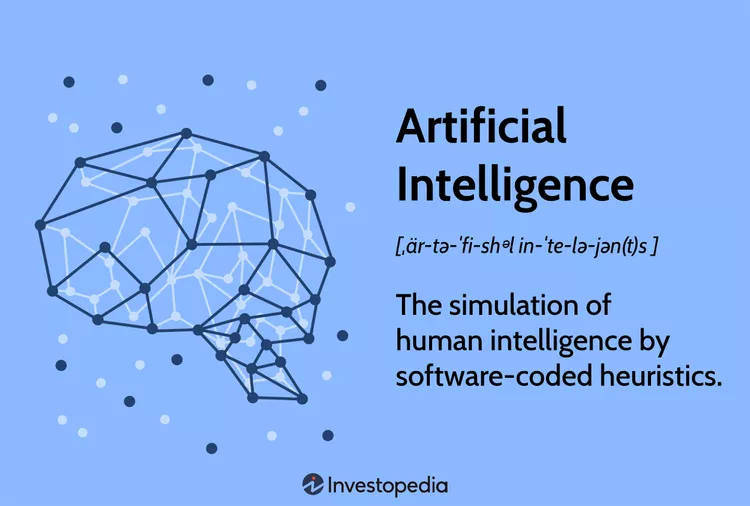 Artificial
Intelligence
[ˌär-tə-ˈfi-shᵊl in-ˈte-lə-jən(t)s ]
The simulation of
human intelligence by
software-coded heuristics.
Investopedia